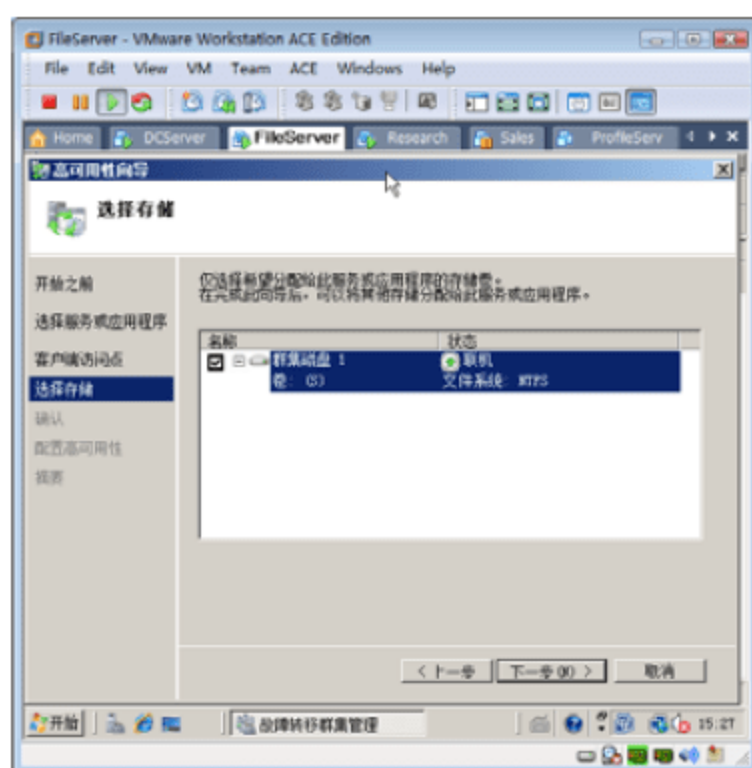 FileServer - VMware Workstation ACE Edition
File Edit View VM Team ACE Windows Help
Home DCServer FileServer Research Sales ProfileServ
高可用性向导
选择存储
开始之前
选择服务或应用程序
客户端访问点
选择存储
确认
配置高可用性
摘要
仅选择希望分配给此服务或应用程序的存储卷。
在完成此向导后,可以将其他存储分配给此服务或应用程序。
名称 状态
群集磁盘 1 联机
卷: (S) 文件系统: NTFS
< 上一步 下一步(N) > 取消
开始 故障转移群集管理 15:27